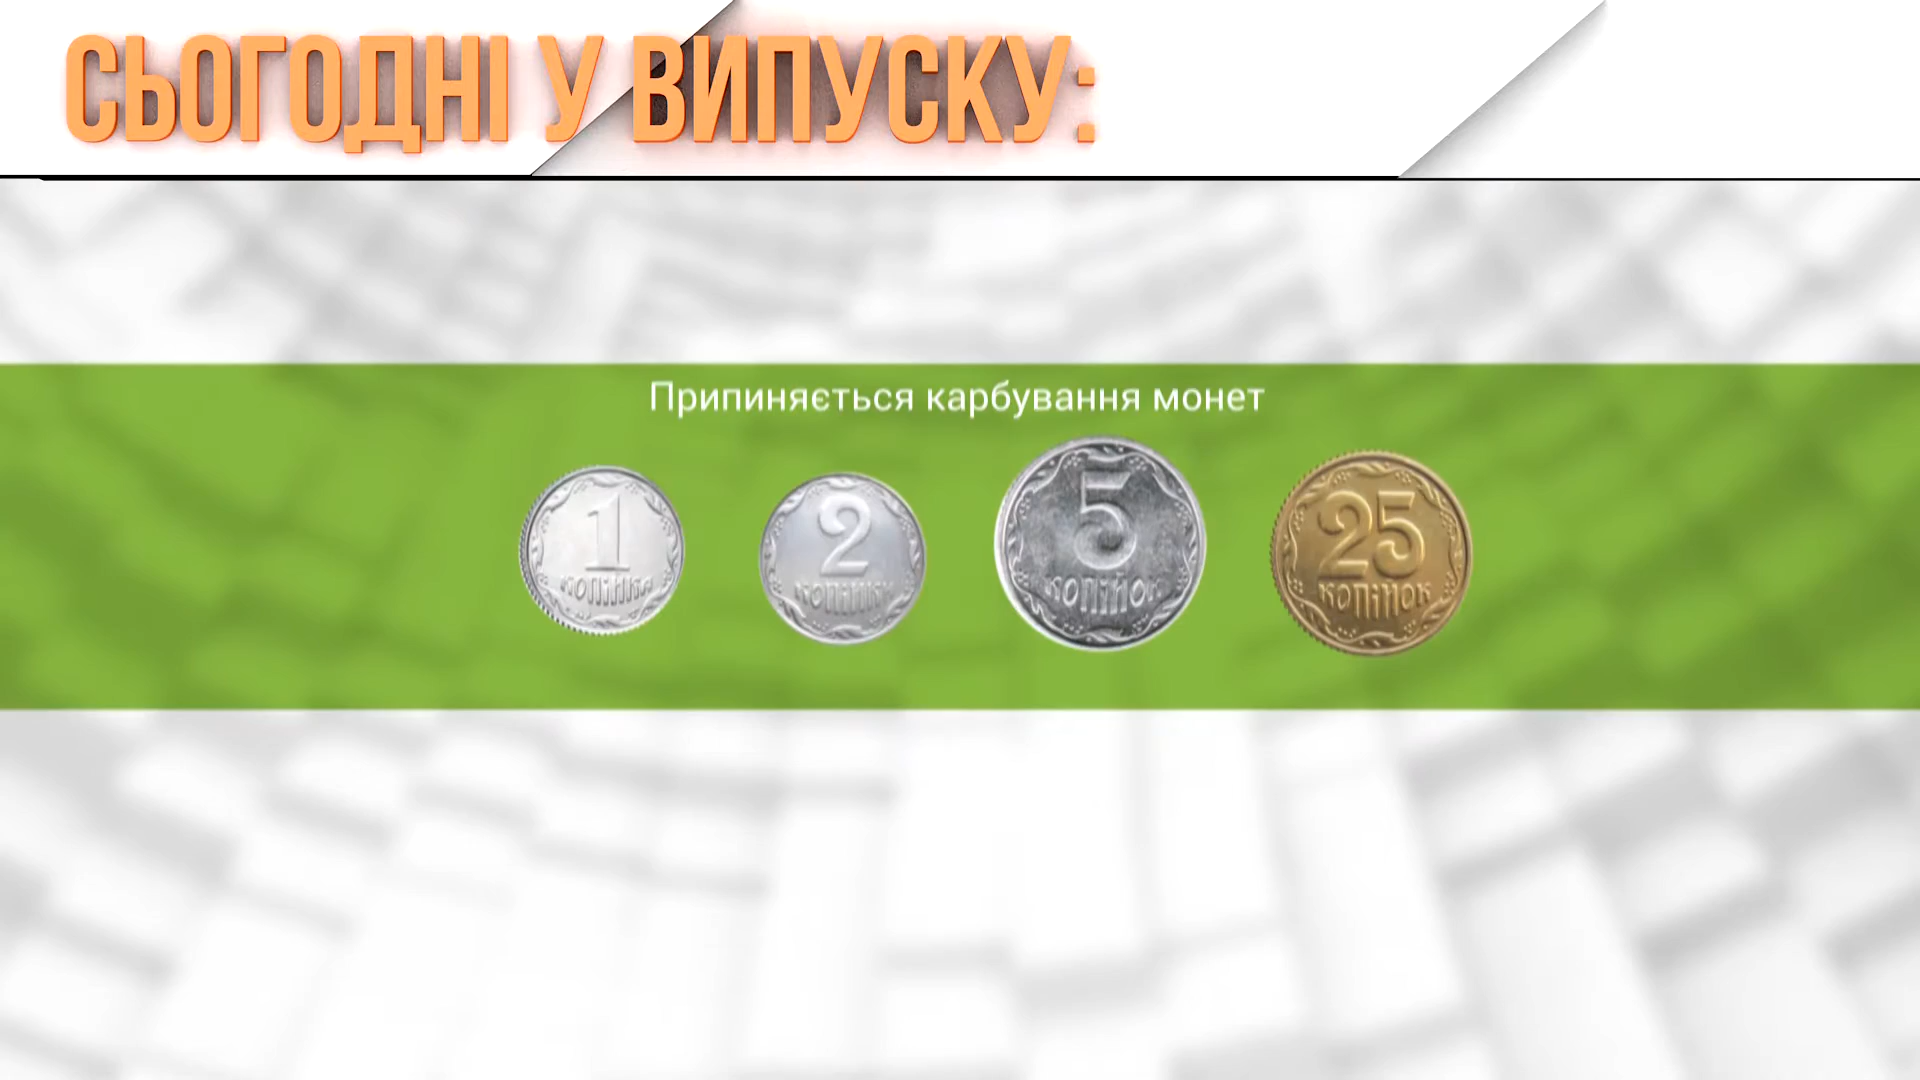 СЬОГОДНІ У ВИПУСКУ:
Припиняється карбування монет
1
КОПІЙКА
2
КОПІЙКИ
5
КОПІЙОК
25
КОПІЙОК